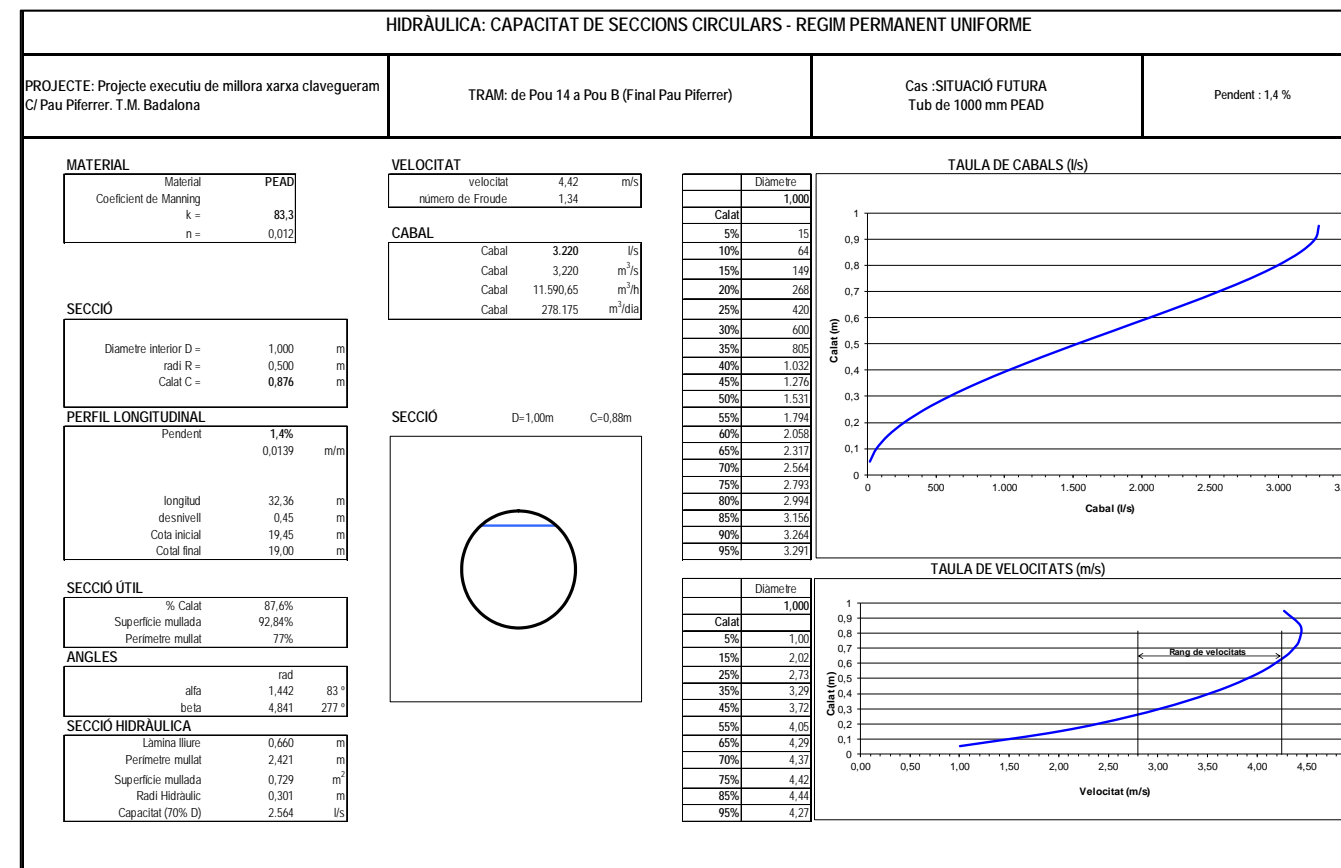 HIDRÀULICA: CAPACITAT DE SECCIONS CIRCULARS - REGIM PERMANENT UNIFORME
PROJECTE: Projecte executiu de millora xarxa clavegueram
C/ Pau Piferrer. T.M. Badalona
TRAM: de Pou 14 a Pou B (Final Pau Piferrer)
Cas :SITUACIÓ FUTURA
Tub de 1000 mm PEAD
Pendent : 1,4 %
MATERIAL
Material PEAD
Coeficient de Manning
k = 83,3
n = 0,012
SECCIÓ
Diametre interior D = 1,000 m
radi R = 0,500 m
Calat C = 0,876 m
PERFIL LONGITUDINAL
Pendent 1,4%
0,0139 m/m
longitud 32,36 m
desnivell 0,45 m
Cota inicial 19,45 m
Cotal final 19,00 m
SECCIÓ ÚTIL
% Calat 87,6%
Superfície mullada 92,84%
Perímetre mullat 77%
ANGLES
rad
alfa 1,442 83 º
beta 4,841 277 º
SECCIÓ HIDRÀULICA
Làmina lliure 0,660 m
Perímetre mullat 2,421 m
Superfície mullada 0,729 m²
Radi Hidràulic 0,301 m
Capacitat (70% D) 2.564 l/s
VELOCITAT
velocitat 4,42 m/s
número de Froude 1,34
CABAL
Cabal 3.220 l/s
Cabal 3,220 m³/s
Cabal 11.590,65 m³/h
Cabal 278.175 m³/dia
SECCIÓ D=1,00m C=0,88m
Diàmetre
1,000
Calat
5% 15
10% 64
15% 149
20% 268
25% 420
30% 600
35% 805
40% 1.032
45% 1.276
50% 1.531
55% 1.794
60% 2.058
65% 2.317
70% 2.564
75% 2.793
80% 2.994
85% 3.156
90% 3.264
95% 3.291
Diàmetre
1,000
Calat
5% 1,00
15% 2,02
25% 2,73
35% 3,29
45% 3,72
55% 4,05
65% 4,29
70% 4,37
75% 4,42
85% 4,44
95% 4,27
TAULA DE CABALS (l/s)
Calat (m)
1
0,9
0,8
0,7
0,6
0,5
0,4
0,3
0,2
0,1
0
0 500 1.000 1.500 2.000 2.500 3.000 3.
Cabal (l/s)
TAULA DE VELOCITATS (m/s)
Calat (m)
1
0,9
0,8
0,7
0,6
0,5
0,4
0,3
0,2
0,1
0
Rang de velocitats
0,00 0,50 1,00 1,50 2,00 2,50 3,00 3,50 4,00 4,50
Velocitat (m/s)